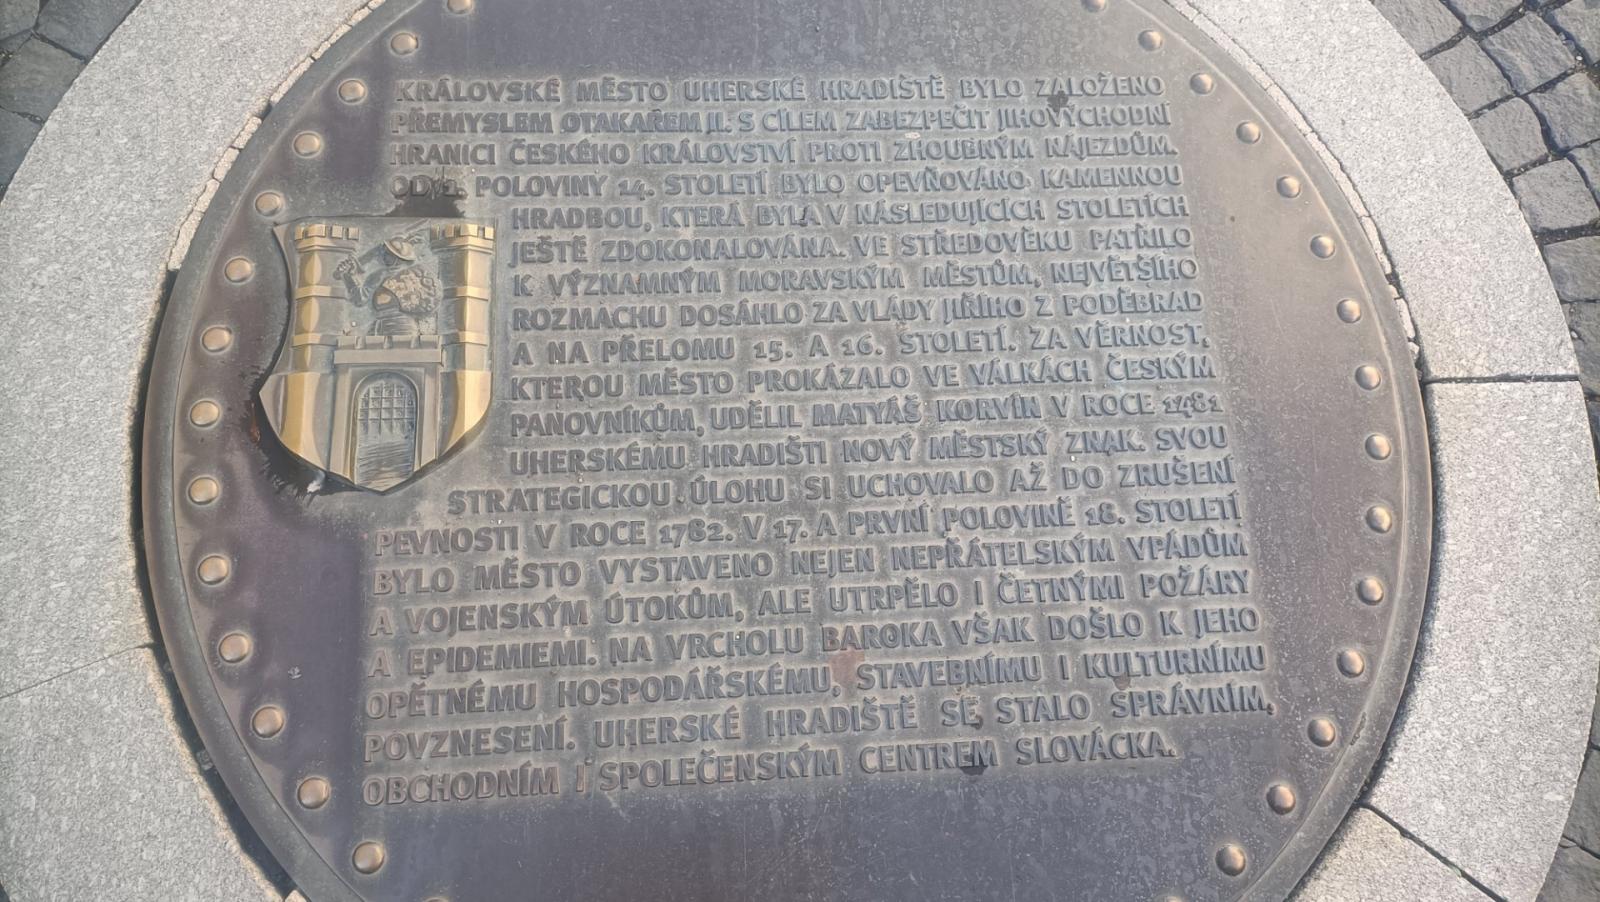 KRÁLOVSKÉ MĚSTO UHERSKÉ HRADIŠTĚ BYLO ZALOŽENO
PŘEMYSLEM OTAKAREM II. S CÍLEM ZABEZPEČIT JIHOVÝCHODNÍ
HRANICI ČESKÉHO KRÁLOVSTVÍ PROTI ZHOUBNÝM NÁJEZDŮM.
OD 1. POLOVINY 14. STOLETÍ BYLO OPEVŇOVÁNO KAMENNOU
HRADBOU, KTERÁ BYLA V NÁSLEDUJÍCÍCH STOLETÍCH
JEŠTĚ ZDOKONALOVÁNA. VE STŘEDOVĚKU PATŘILO
K VÝZNAMNÝM MORAVSKÝM MĚSTŮM, NEJVĚTŠÍHO
ROZMACHU DOSÁHLO ZA VLÁDY JIŘÍHO Z PODĚBRAD
A NA PŘELOMU 15. A 16. STOLETÍ. ZA VĚRNOST,
KTEROU MĚSTO PROKÁZALO VE VÁLKÁCH ČESKÝM
PANOVNÍKŮM, UDĚLIL MATYÁŠ KORVÍN V ROCE 1481
UHERSKÉMU HRADIŠTI NOVÝ MĚSTSKÝ ZNAK. SVOU
STRATEGICKOU ÚLOHU SI UCHOVALO AŽ DO ZRUŠENÍ
PEVNOSTI V ROCE 1782. V 17. A PRVNÍ POLOVINĚ 18. STOLETÍ
BYLO MĚSTO VYSTAVENO NEJEN NEPŘÁTELSKÝM VPÁDŮM
A VOJENSKÝM ÚTOKŮM, ALE UTRPĚLO I ČETNÝMI POŽÁRY
A EPIDEMIEMI. NA VRCHOLU BAROKA VŠAK DOŠLO K JEHO
OPĚTNÉMU HOSPODÁŘSKÉMU, STAVEBNÍMU I KULTURNÍMU
POVZNESENÍ. UHERSKÉ HRADIŠTĚ SE STALO SPRÁVNÍM,
OBCHODNÍM I SPOLEČENSKÝM CENTREM SLOVÁCKA.